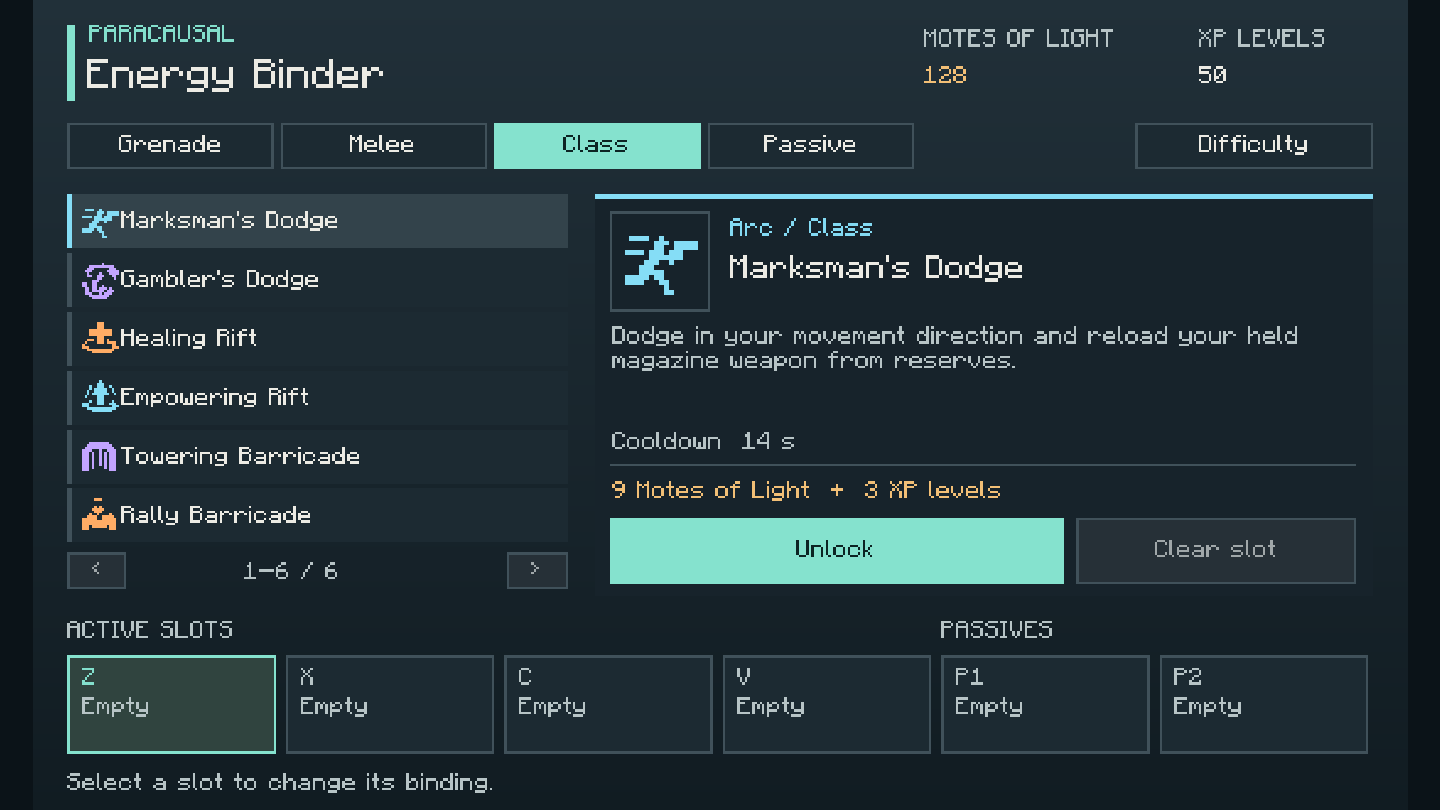 PARACAUSAL
Energy Binder
MOTES OF LIGHT
128
XP LEVELS
50
Grenade
Melee
Class
Passive
Difficulty
Marksman's Dodge
Gambler's Dodge
Healing Rift
Empowering Rift
Towering Barricade
Rally Barricade
< 1-6 / 6 >
Arc / Class
Marksman's Dodge
Dodge in your movement direction and reload your held
magazine weapon from reserves.
Cooldown 14 s
9 Motes of Light + 3 XP levels
Unlock
Clear slot
ACTIVE SLOTS
Z
Empty
X
Empty
C
Empty
V
Empty
PASSIVES
P1
Empty
P2
Empty
Select a slot to change its binding.